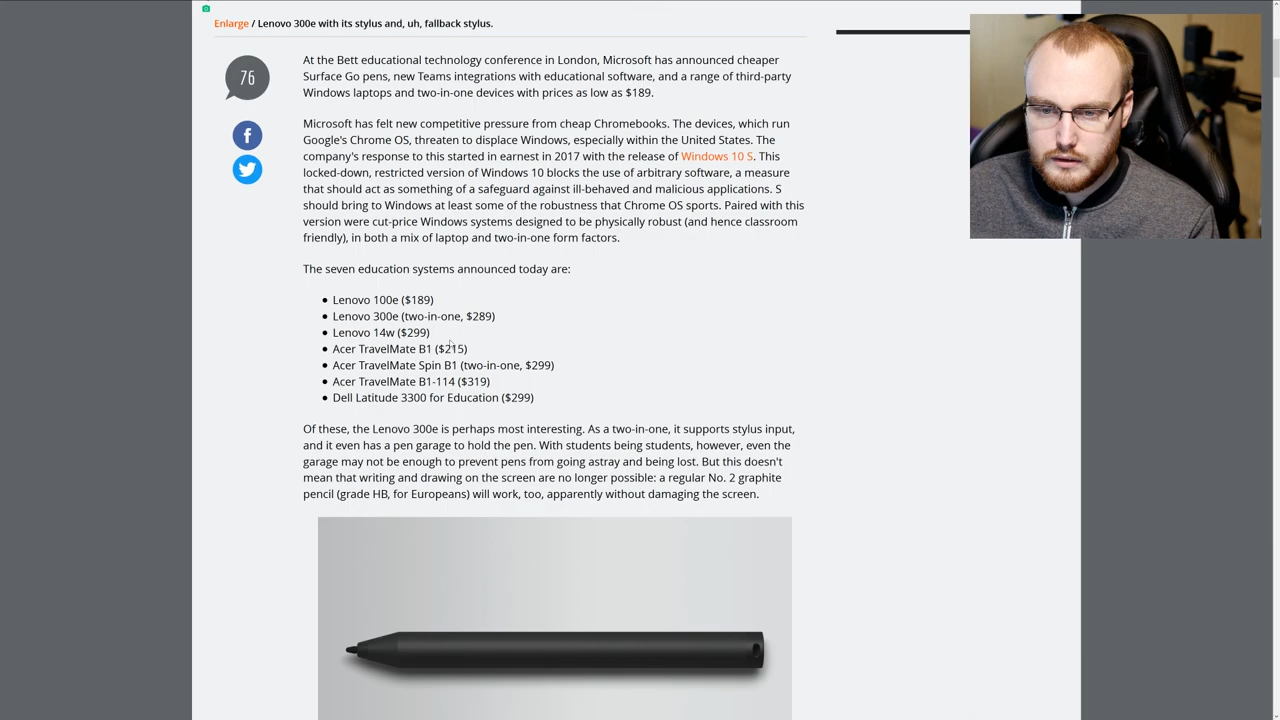 Enlarge / Lenovo 300e with its stylus and, uh, fallback stylus.
76
At the Bett educational technology conference in London, Microsoft has announced cheaper
Surface Go pens, new Teams integrations with educational software, and a range of third-party
Windows laptops and two-in-one devices with prices as low as $189.
Microsoft has felt new competitive pressure from cheap Chromebooks. The devices, which run
Google's Chrome OS, threaten to displace Windows, especially within the United States. The
company's response to this started in earnest in 2017 with the release of Windows 10 S. This
locked-down, restricted version of Windows 10 blocks the use of arbitrary software, a measure
that should act as something of a safeguard against ill-behaved and malicious applications. S
should bring to Windows at least some of the robustness that Chrome OS sports. Paired with this
version were cut-price Windows systems designed to be physically robust (and hence classroom
friendly), in both a mix of laptop and two-in-one form factors.
The seven education systems announced today are:
Lenovo 100e ($189)
Lenovo 300e (two-in-one, $289)
Lenovo 14w ($299)
Acer TravelMate B1 ($215)
Acer TravelMate Spin B1 (two-in-one, $299)
Acer TravelMate B1-114 ($319)
Dell Latitude 3300 for Education ($299)
Of these, the Lenovo 300e is perhaps most interesting. As a two-in-one, it supports stylus input,
and it even has a pen garage to hold the pen. With students being students, however, even the
garage may not be enough to prevent pens from going astray and being lost. But this doesn't
mean that writing and drawing on the screen are no longer possible: a regular No. 2 graphite
pencil (grade HB, for Europeans) will work, too, apparently without damaging the screen.